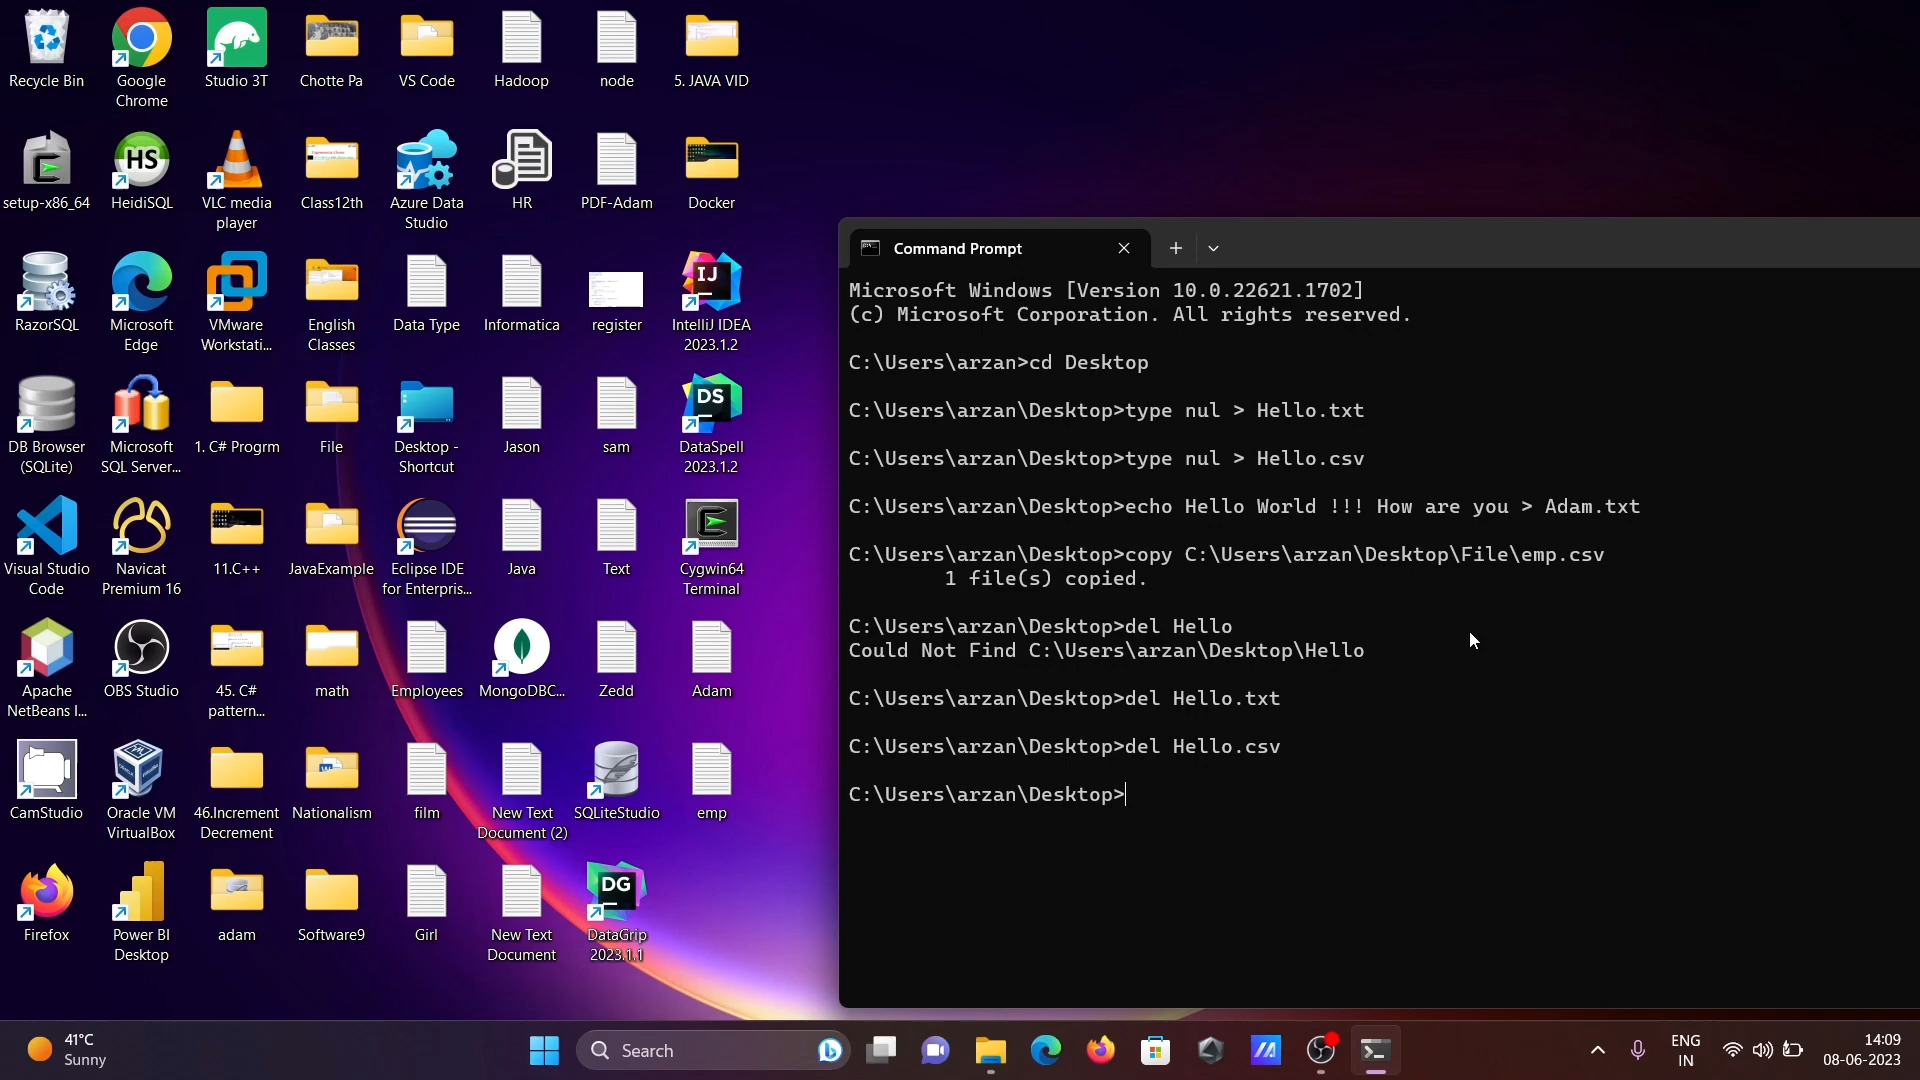 Recycle Bin
Google
Chrome
Studio 3T
Chotte Pa
VS Code
Hadoop
node
5. JAVA VID
setup-x86_64
HS
HeidiSQL
VLC media
player
Class12th
Azure Data
Studio
HR
PDF-Adam
Docker
RazorSQL
Microsoft
Edge
VMware
Workstati...
English
Classes
Data Type
Informatica
register
IJ
IntelliJ IDEA
2023.1.2
DB Browser
(SQLite)
Microsoft
SQL Server...
1. C# Progrm
File
Desktop -
Shortcut
Jason
sam
DS
DataSpell
2023.1.2
Visual Studio
Code
Navicat
Premium 16
11.C++
JavaExample
Eclipse IDE
for Enterpris...
Java
Text
Cygwin64
Terminal
Apache
NetBeans I...
OBS Studio
45. C#
pattern...
math
Employees
MongoDBC...
Zedd
Adam
CamStudio
Oracle VM
VirtualBox
46.Increment
Decrement
Nationalism
film
New Text
Document (2)
SQLiteStudio
emp
Firefox
Power BI
Desktop
adam
Software9
Girl
New Text
Document
DG
DataGrip
2023.1.1
Command Prompt
Microsoft Windows [Version 10.0.22621.1702]
(c) Microsoft Corporation. All rights reserved.
C:\Users\arzan>cd Desktop
C:\Users\arzan\Desktop>type nul > Hello.txt
C:\Users\arzan\Desktop>type nul > Hello.csv
C:\Users\arzan\Desktop>echo Hello World !!! How are you > Adam.txt
C:\Users\arzan\Desktop>copy C:\Users\arzan\Desktop\File\emp.csv
1 file(s) copied.
C:\Users\arzan\Desktop>del Hello
Could Not Find C:\Users\arzan\Desktop\Hello
C:\Users\arzan\Desktop>del Hello.txt
C:\Users\arzan\Desktop>del Hello.csv
C:\Users\arzan\Desktop>
41°C
Sunny
Search
ENG
IN
14:09
08-06-2023